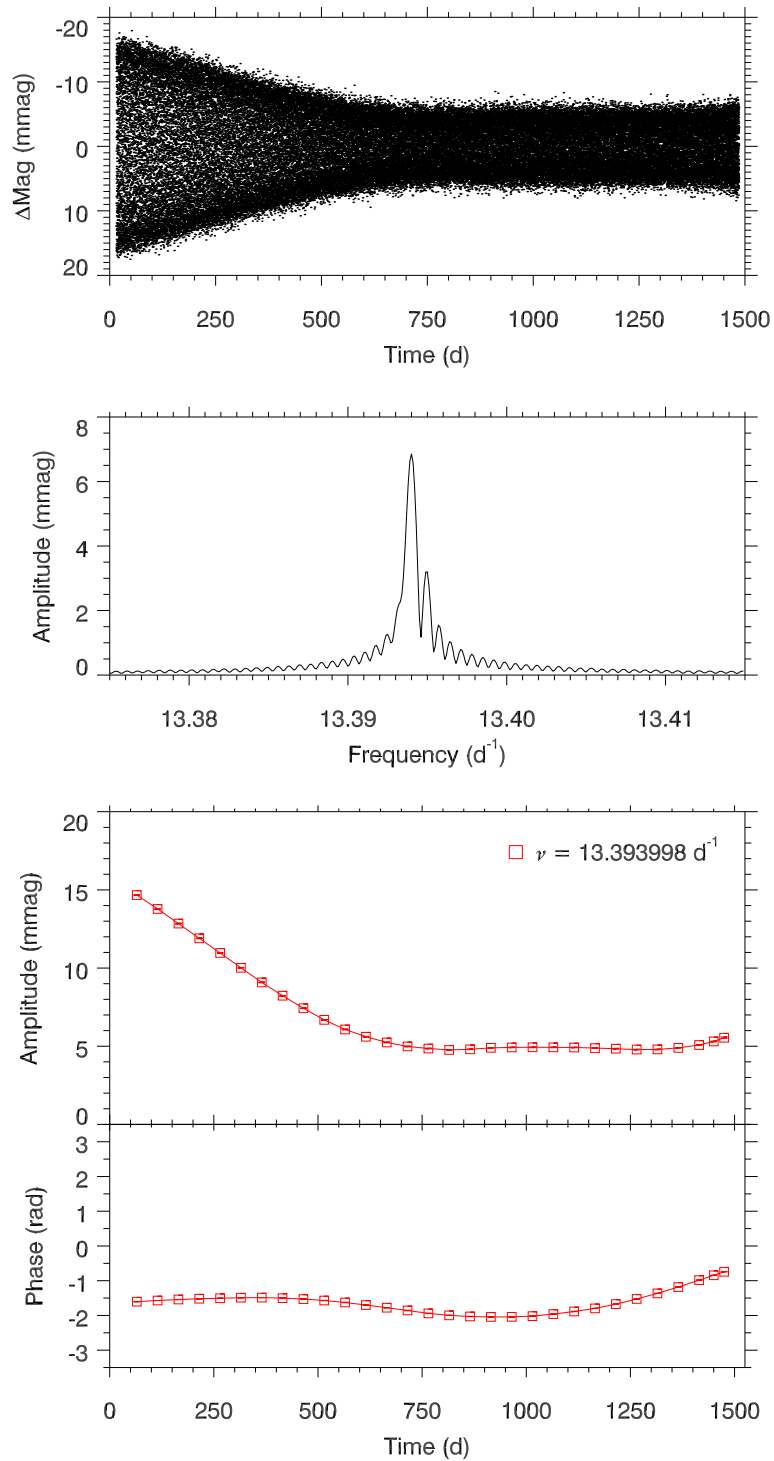 -20
-10
0
10
20
ΔMag (mmag)
0 250 500 750 1000 1250 1500
Time (d)
8
6
4
2
0
Amplitude (mmag)
13.38 13.39 13.40 13.41
Frequency (d⁻¹)
20
15
10
5
0
Amplitude (mmag)
ν = 13.393998 d⁻¹
3
2
1
0
-1
-2
-3
Phase (rad)
0 250 500 750 1000 1250 1500
Time (d)